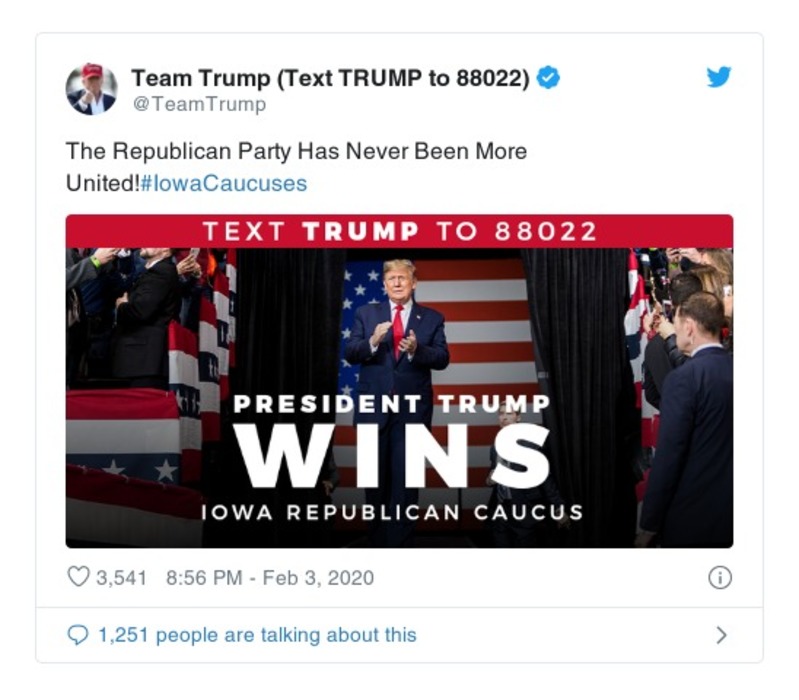 Team Trump (Text TRUMP to 88022)
@TeamTrump
The Republican Party Has Never Been More
United!#IowaCaucuses
TEXT TRUMP TO 88022
PRESIDENT TRUMP
WINS
IOWA REPUBLICAN CAUCUS
3,541 8:56 PM - Feb 3, 2020
1,251 people are talking about this